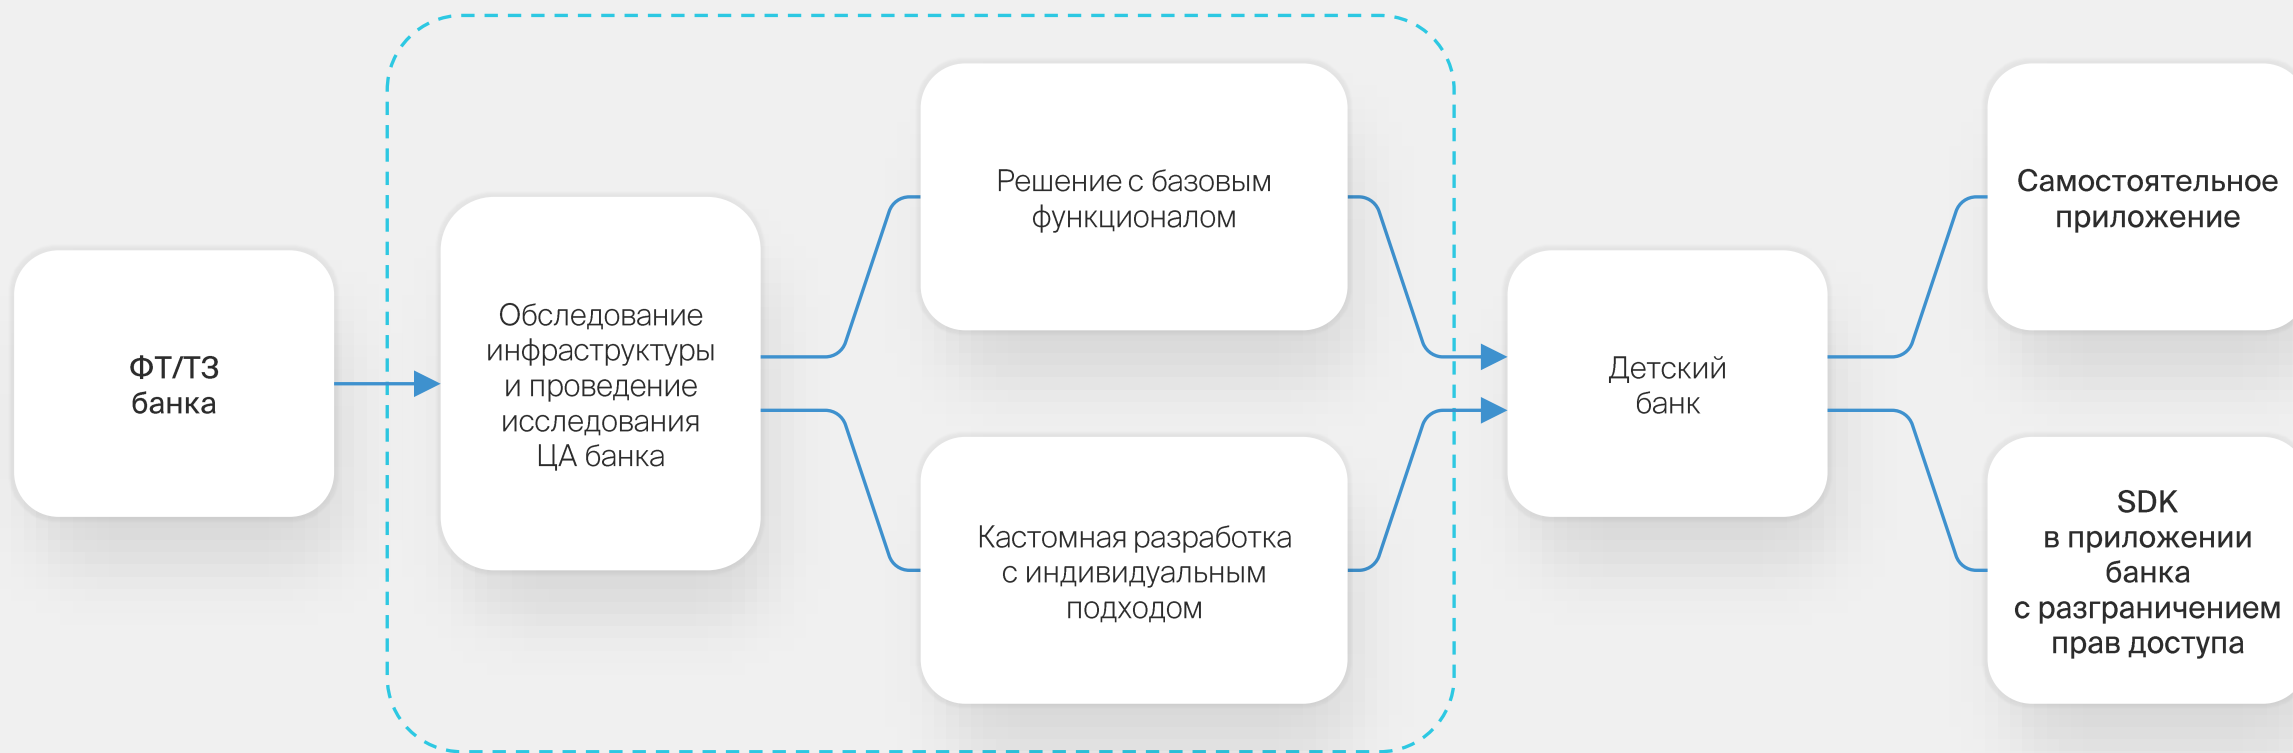 ФТ/ТЗ
банка
Обследование
инфраструктуры
и проведение
исследования
ЦА банка
Решение с базовым
функционалом
Кастомная разработка
с индивидуальным
подходом
Детский
банк
Самостоятельное
приложение
SDK
в приложении
банка
с разграничением
прав доступа